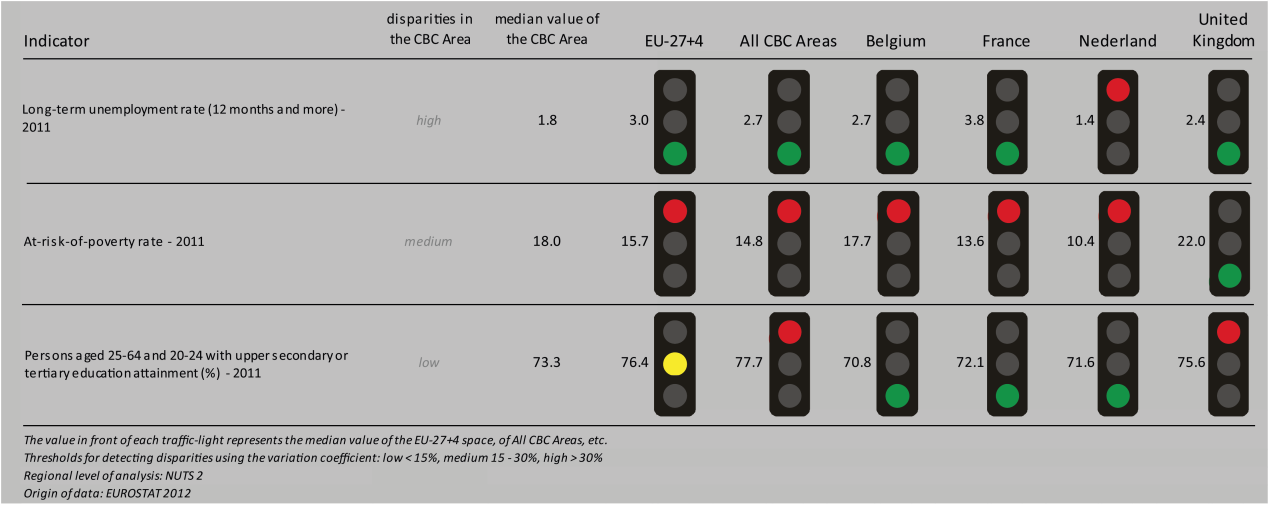 Indicator
disparities in
the CBC Area
median value of
the CBC Area
EU-27+4
All CBC Areas
Belgium
France
Nederland
United
Kingdom
Long-term unemployment rate (12 months and more) -
2011
high
1.8
3.0
2.7
2.7
3.8
1.4
2.4
At-risk-of-poverty rate - 2011
medium
18.0
15.7
14.8
17.7
13.6
10.4
22.0
Persons aged 25-64 and 20-24 with upper secondary or
tertiary education attainment (%) - 2011
low
73.3
76.4
77.7
70.8
72.1
71.6
75.6
The value in front of each traffic-light represents the median value of the EU-27+4 space, of All CBC Areas, etc.
Thresholds for detecting disparities using the variation coefficient: low < 15%, medium 15 - 30%, high > 30%
Regional level of analysis: NUTS 2
Origin of data: EUROSTAT 2012